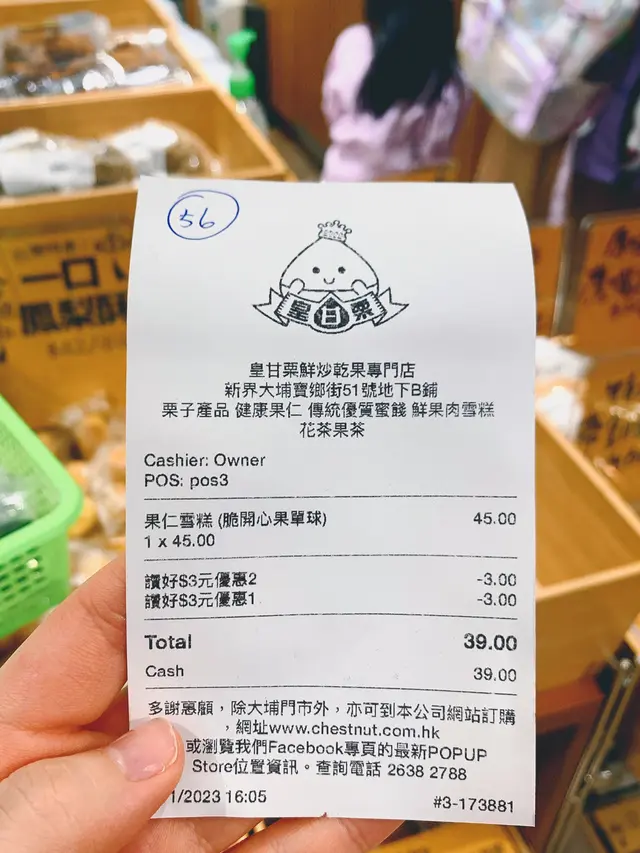 56
皇甘栗
皇甘栗鮮炒乾果專門店
新界大埔寶鄉街51號地下B鋪
栗子產品 健康果仁 傳統優質蜜餞 鮮果肉雪糕
花茶果茶
Cashier: Owner
POS: pos3
果仁雪糕 (脆開心果單球) 45.00
1 x 45.00
讚好$3元優惠2 -3.00
讚好$3元優惠1 -3.00
Total 39.00
Cash 39.00
多謝惠顧，除大埔門市外，亦可到本公司網站訂購
，網址www.chestnut.com.hk
或瀏覽我們Facebook專頁的最新POPUP
Store位置資訊。查詢電話 2638 2788
1/2023 16:05 #3-173881
一口
鳳梨酥